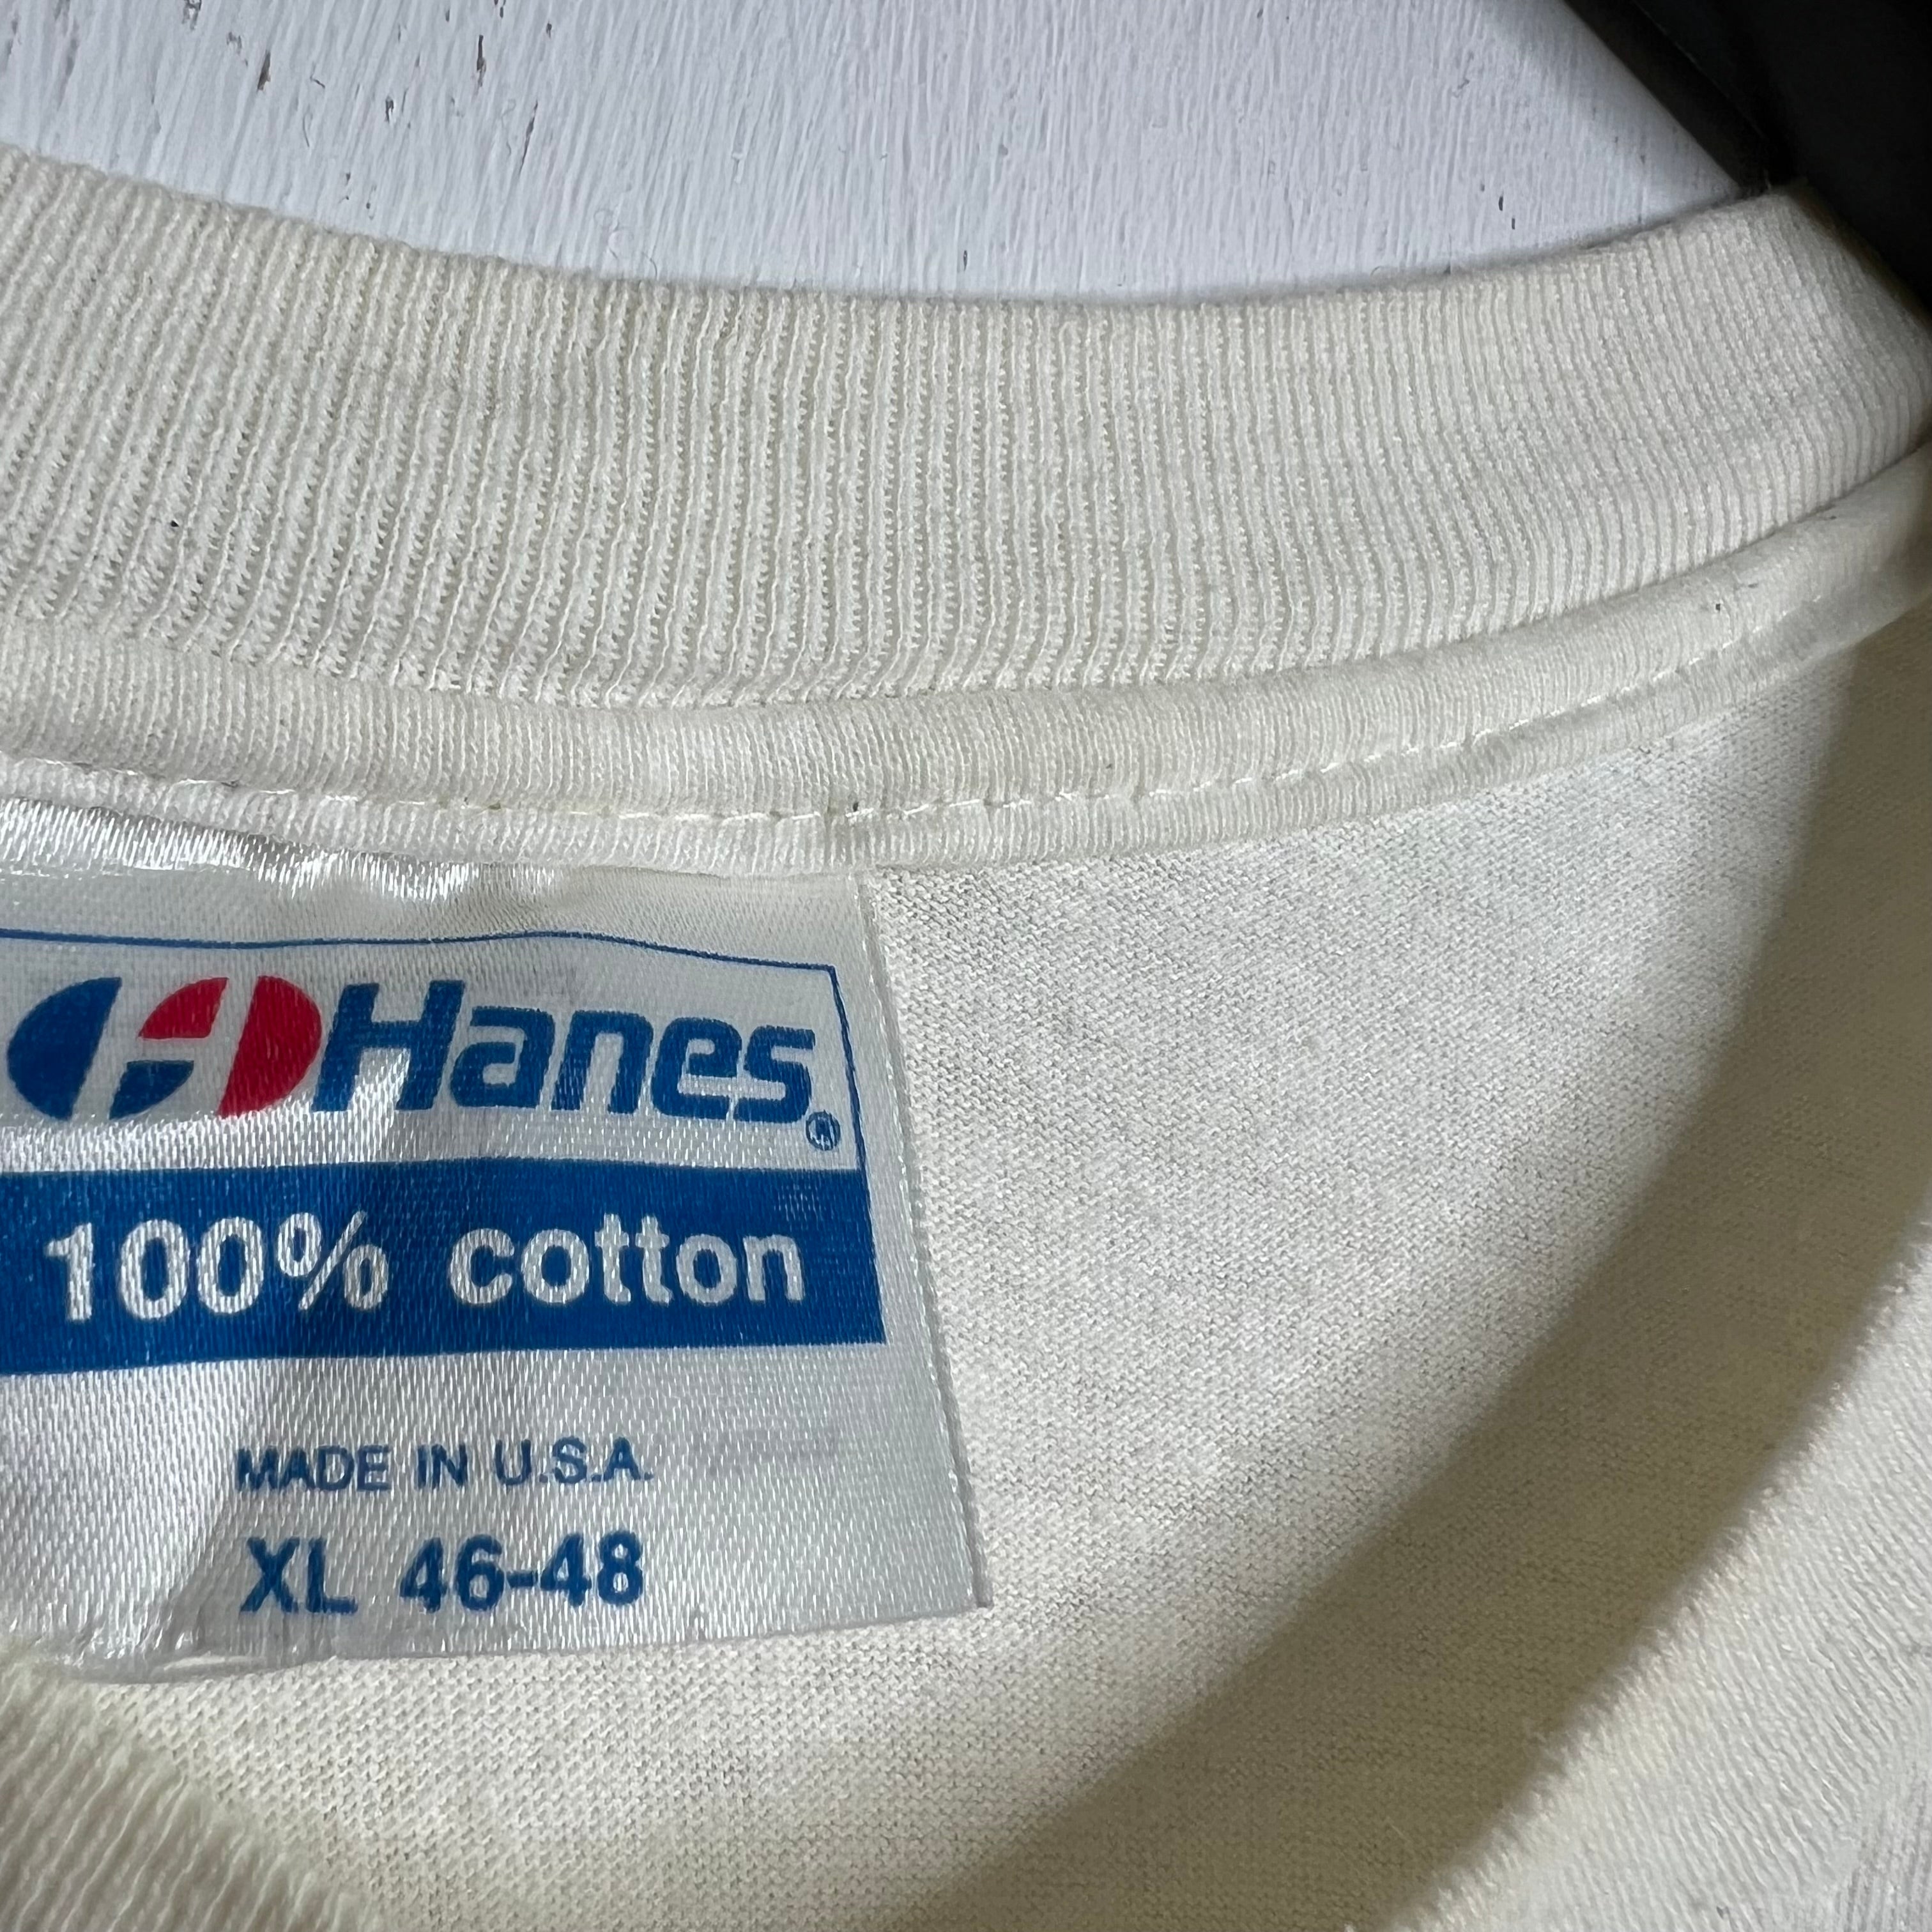 Hanes®
100% cotton
MADE IN U.S.A.
XL 46-48